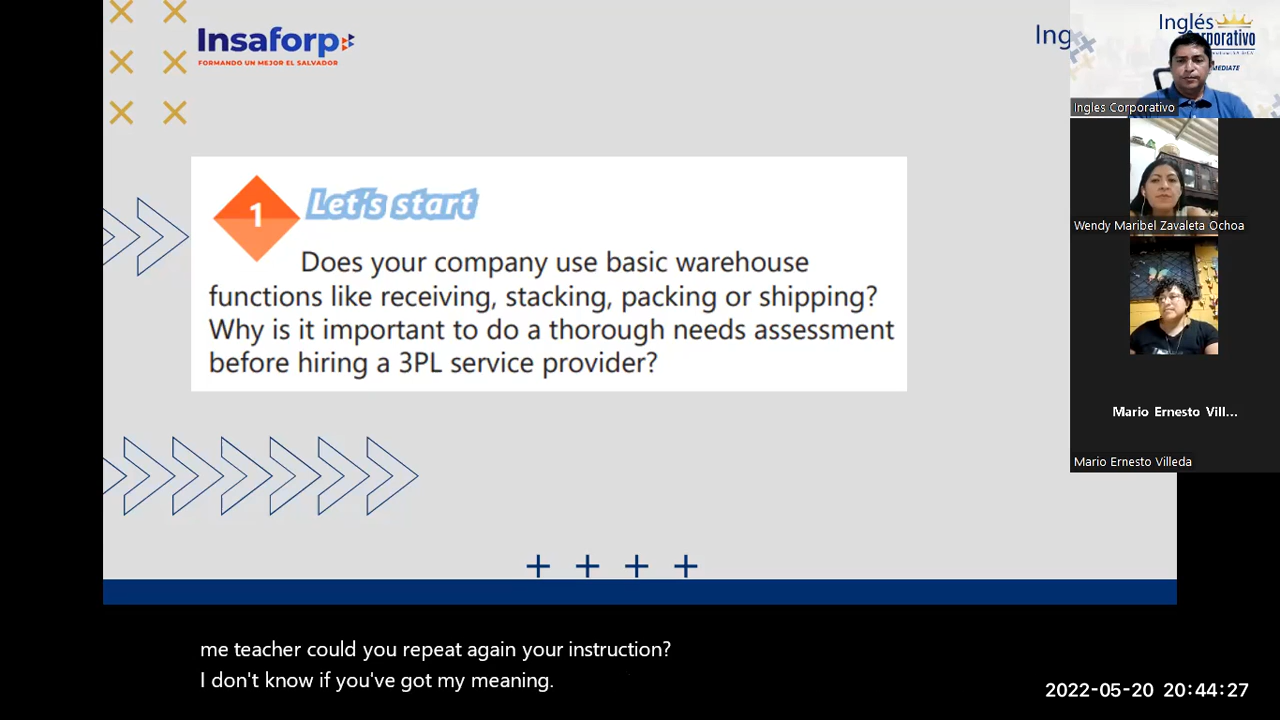 Insaforp
FORMANDO UN MEJOR EL SALVADOR
Ing
Inglés
Corporativo
MEDIATE
Ingles Corporativo
1
Let's start
Does your company use basic warehouse
functions like receiving, stacking, packing or shipping?
Why is it important to do a thorough needs assessment
before hiring a 3PL service provider?
Wendy Maribel Zavaleta Ochoa
Mario Ernesto Vill...
Mario Ernesto Villeda
me teacher could you repeat again your instruction?
I don't know if you've got my meaning.
2022-05-20 20:44:27